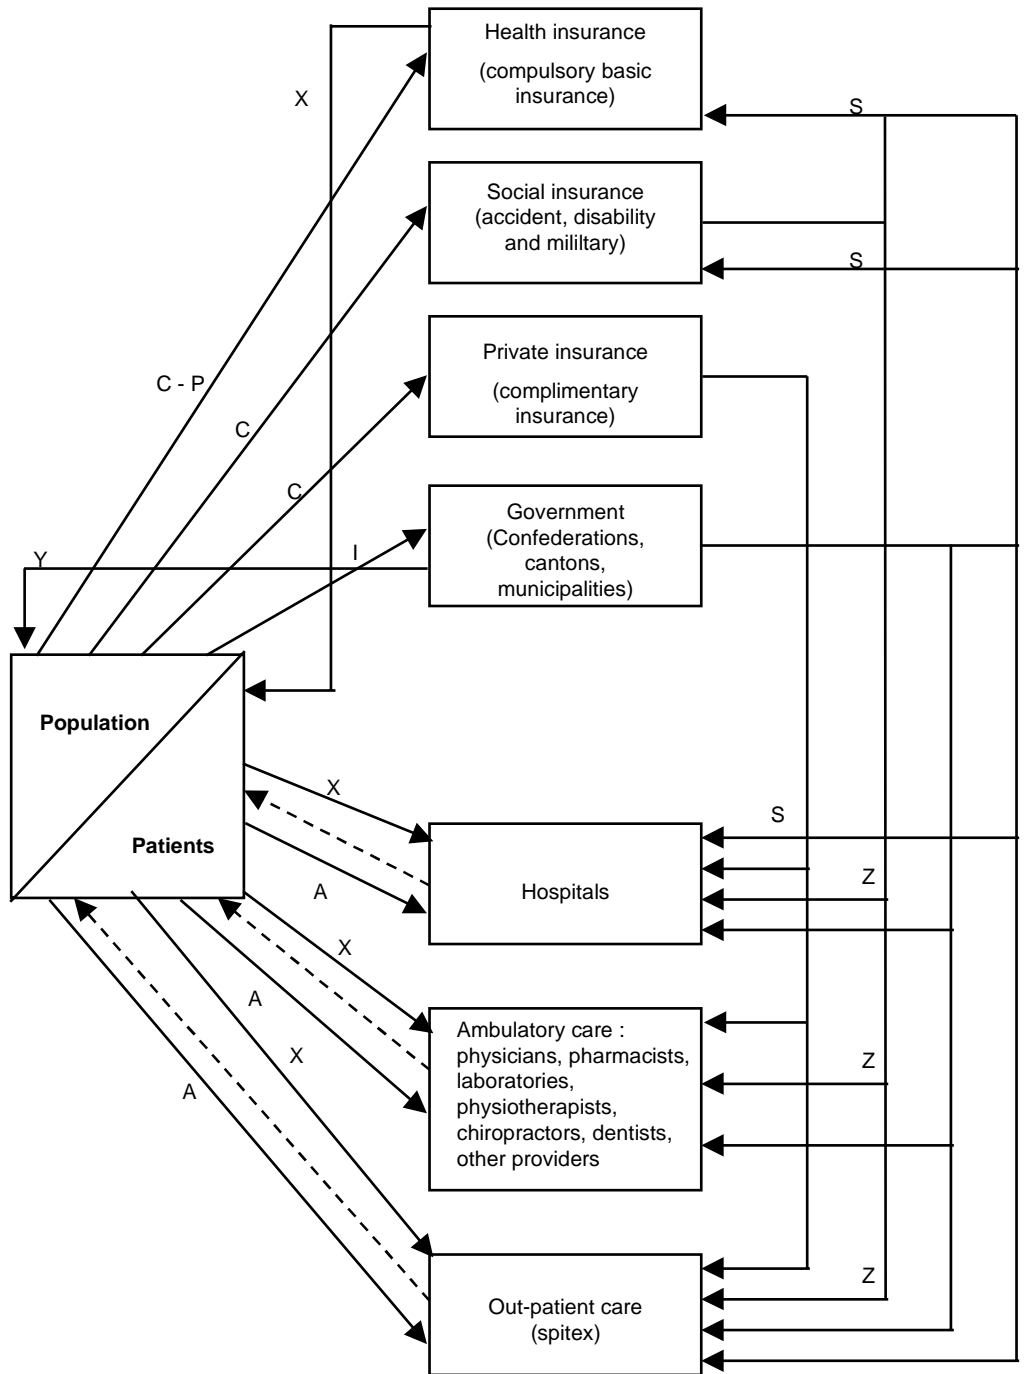 Health insurance
(compulsory basic
insurance)
X
S
Social insurance
(accident, disability
and mililtary)
S
Private insurance
(complimentary
insurance)
C - P
C
C
Government
(Confederations,
cantons,
municipalities)
I
Y
Population
Patients
X
S
Hospitals
Z
A
X
A
X
A
Ambulatory care :
physicians, pharmacists,
laboratories,
physiotherapists,
chiropractors, dentists,
other providers
Z
Z
Out-patient care
(spitex)